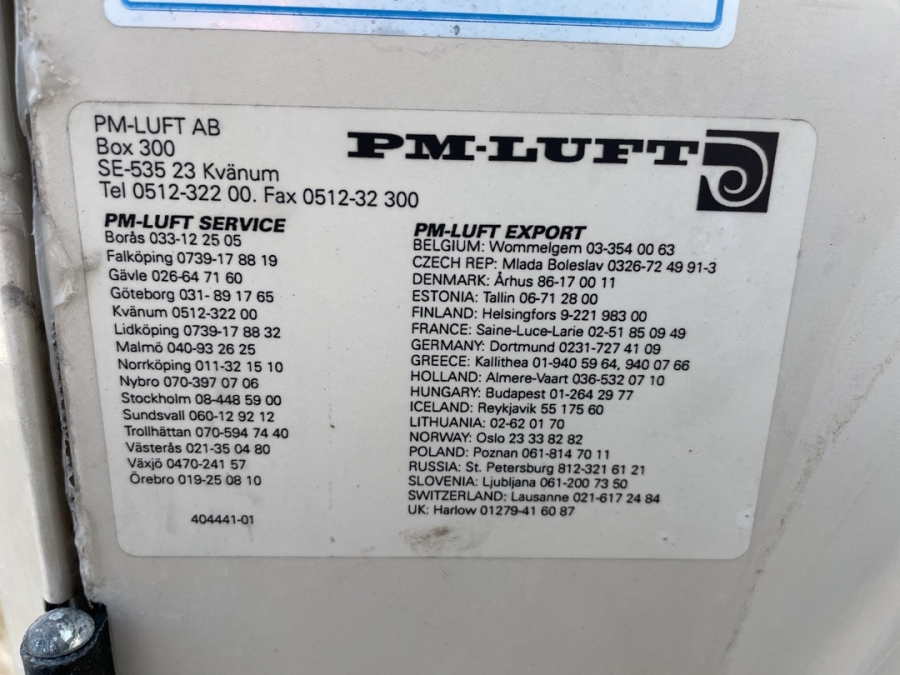 PM-LUFT AB
Box 300
SE-535 23 Kvänum
Tel 0512-322 00. Fax 0512-32 300
PM-LUFT
PM-LUFT SERVICE
Borås 033-12 25 05
Falköping 0739-17 88 19
Gävle 026-64 71 60
Göteborg 031- 89 17 65
Kvänum 0512-322 00
Lidköping 0739-17 88 32
Malmö 040-93 26 25
Norrköping 011-32 15 10
Nybro 070-397 07 06
Stockholm 08-448 59 00
Sundsvall 060-12 92 12
Trollhättan 070-594 74 40
Västerås 021-35 04 80
Växjö 0470-241 57
Örebro 019-25 08 10
404441-01
PM-LUFT EXPORT
BELGIUM: Wommelgem 03-354 00 63
CZECH REP: Mlada Boleslav 0326-72 49 91-3
DENMARK: Århus 86-17 00 11
ESTONIA: Tallin 06-71 28 00
FINLAND: Helsingfors 9-221 983 00
FRANCE: Saine-Luce-Larie 02-51 85 09 49
GERMANY: Dortmund 0231-727 41 09
GREECE: Kallithea 01-940 59 64, 940 07 66
HOLLAND: Almere-Vaart 036-532 07 10
HUNGARY: Budapest 01-264 29 77
ICELAND: Reykjavik 55 175 60
LITHUANIA: 02-62 01 70
NORWAY: Oslo 23 33 82 82
POLAND: Poznan 061-814 70 11
RUSSIA: St. Petersburg 812-321 61 21
SLOVENIA: Ljubljana 061-200 73 50
SWITZERLAND: Lausanne 021-617 24 84
UK: Harlow 01279-41 60 87